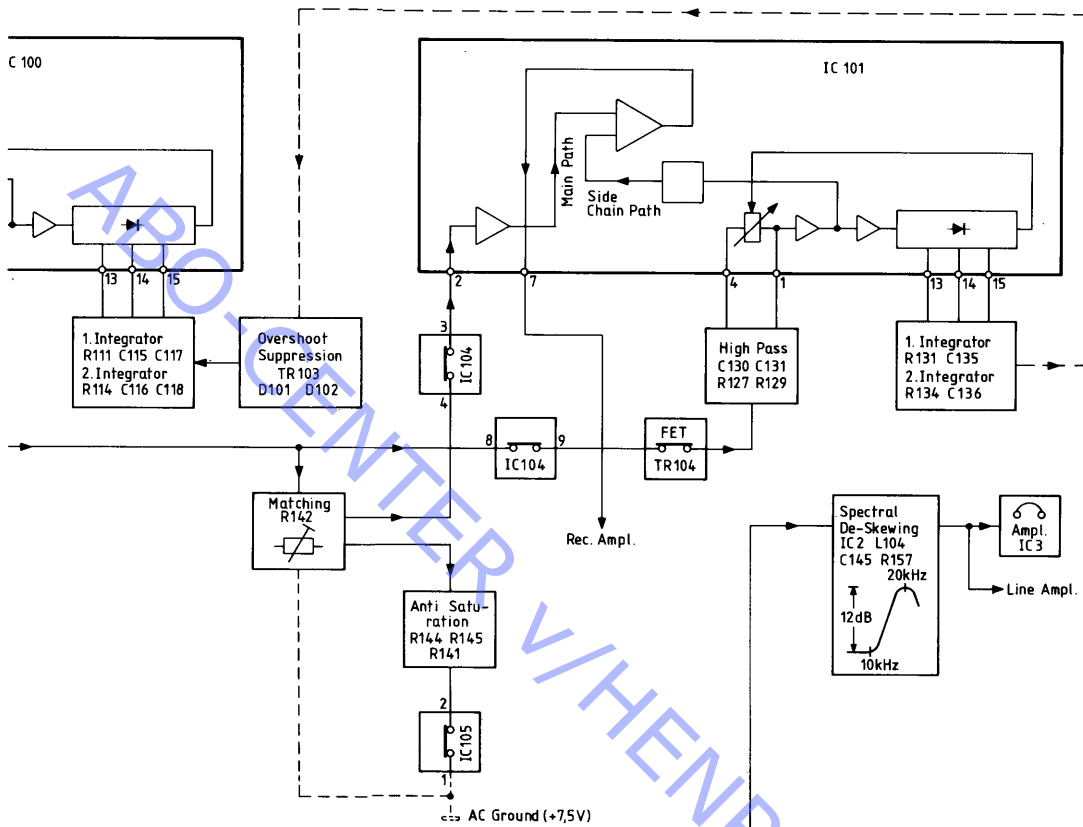 C 100
IC 101
Main Path
Side
Chain Path
13
14
15
2
7
4
1
13
14
15
1.Integrator
R111 C115 C117
2.Integrator
R114 C116 C118
Overshoot
Suppression
TR103
D101 D102
3
IC104
4
High Pass
C130 C131
R127 R129
1.Integrator
R131 C135
2.Integrator
R134 C136
8
IC104
9
FET
TR104
Matching
R142
Rec. Ampl.
Anti Satu-
ration
R144 R145
R141
2
IC105
1
AC Ground (+7,5V)
Spectral
De-Skewing
IC2 L104
C145 R157
20kHz
12dB
10kHz
Ampl.
IC3
Line Ampl.
ABO-CENTER v/HENR